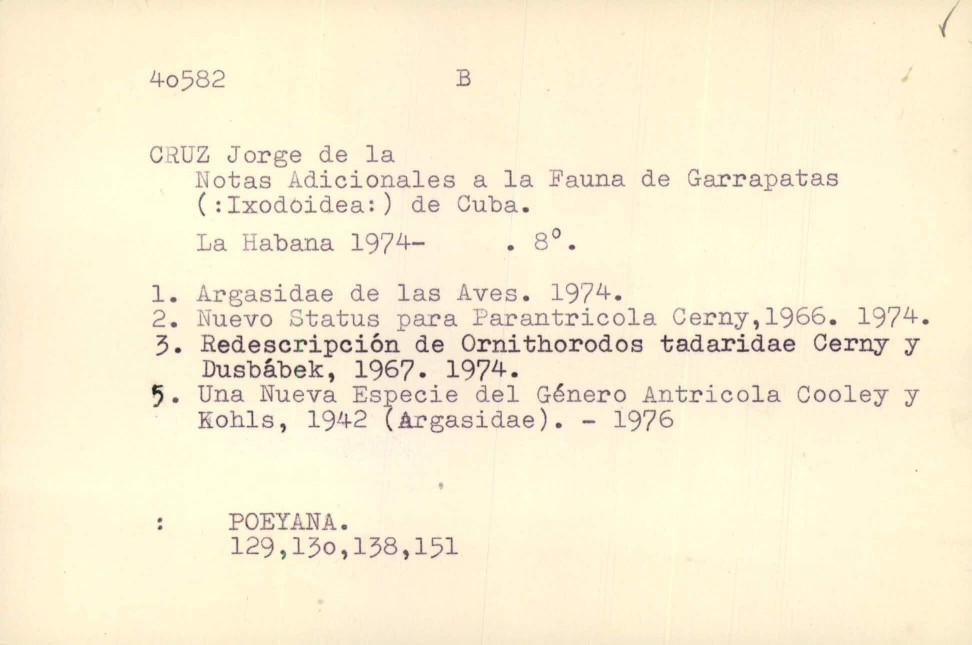 40582 B
CRUZ Jorge de la
Notas Adicionales a la Fauna de Garrapatas
(:Ixodoidea:) de Cuba.
La Habana 1974- . 8º.
1. Argasidae de las Aves. 1974.
2. Nuevo Status para Parantricola Cerny,1966. 1974.
3. Redescripción de Ornithorodos tadaridae Cerny y
Dusbábek, 1967. 1974.
5. Una Nueva Especie del Género Antricola Cooley y
Kohls, 1942 (Argasidae). - 1976
: POEYANA.
129,130,138,151